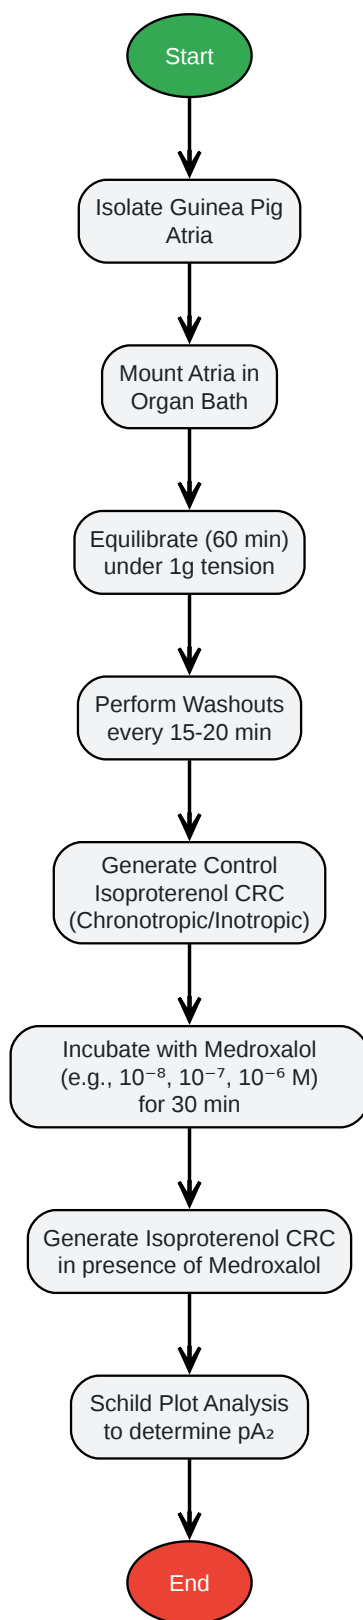 Start
Isolate Guinea Pig
Atria
Mount Atria in
Organ Bath
Equilibrate (60 min)
under 1g tension
Perform Washouts
every 15-20 min
Generate Control
Isoproterenol CRC
(Chronotropic/Inotropic)
Incubate with Medroxalol
(e.g., 10⁻⁸, 10⁻⁷, 10⁻⁶ M)
for 30 min
Generate Isoproterenol CRC
in presence of Medroxalol
Schild Plot Analysis
to determine pA₂
End